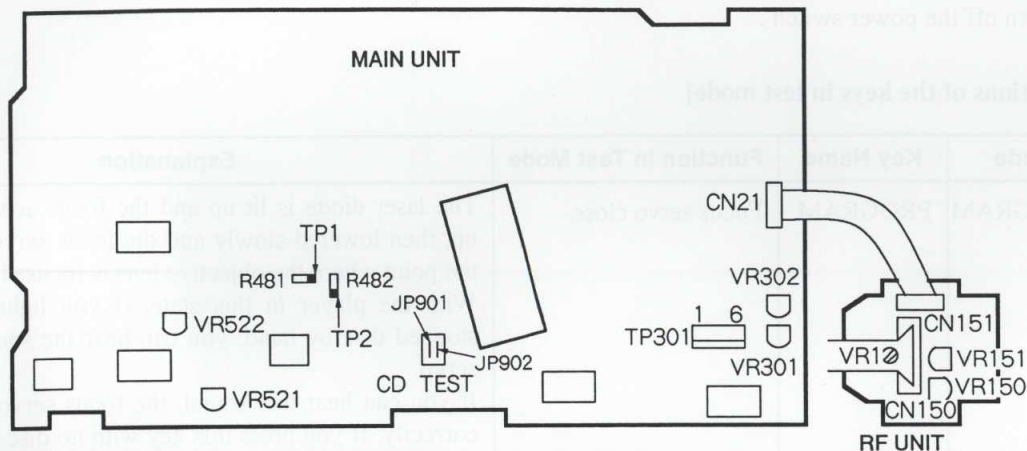 MAIN UNIT
CN21
TP1
R481
R482
JP901
VR302
VR522
TP2
1 6
TP301
CN151
JP902
VR301
VR12
VR151
CD TEST
VR150
VR521
CN150
RF UNIT